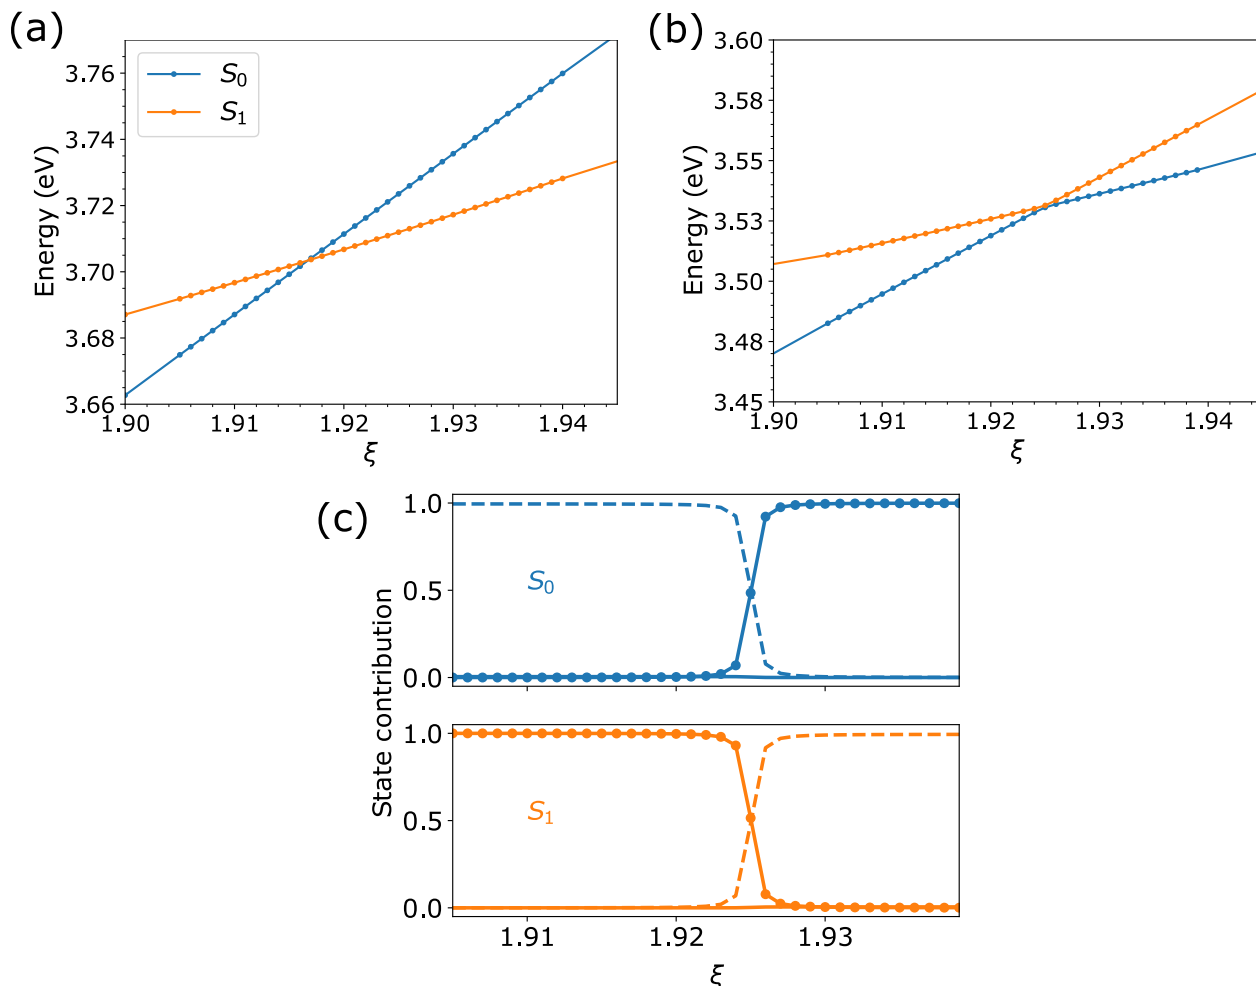 (a)
3.76
3.74
3.72
3.70
3.68
3.66
Energy (eV)
S0
S1
1.90
1.91
1.92
1.93
1.94
ξ
(b)
3.60
3.58
3.55
3.53
3.50
3.48
3.45
Energy (eV)
1.90
1.91
1.92
1.93
1.94
ξ
(c)
State contribution
1.0
0.5
0.0
S0
1.0
0.5
0.0
S1
1.91
1.92
1.93
ξ